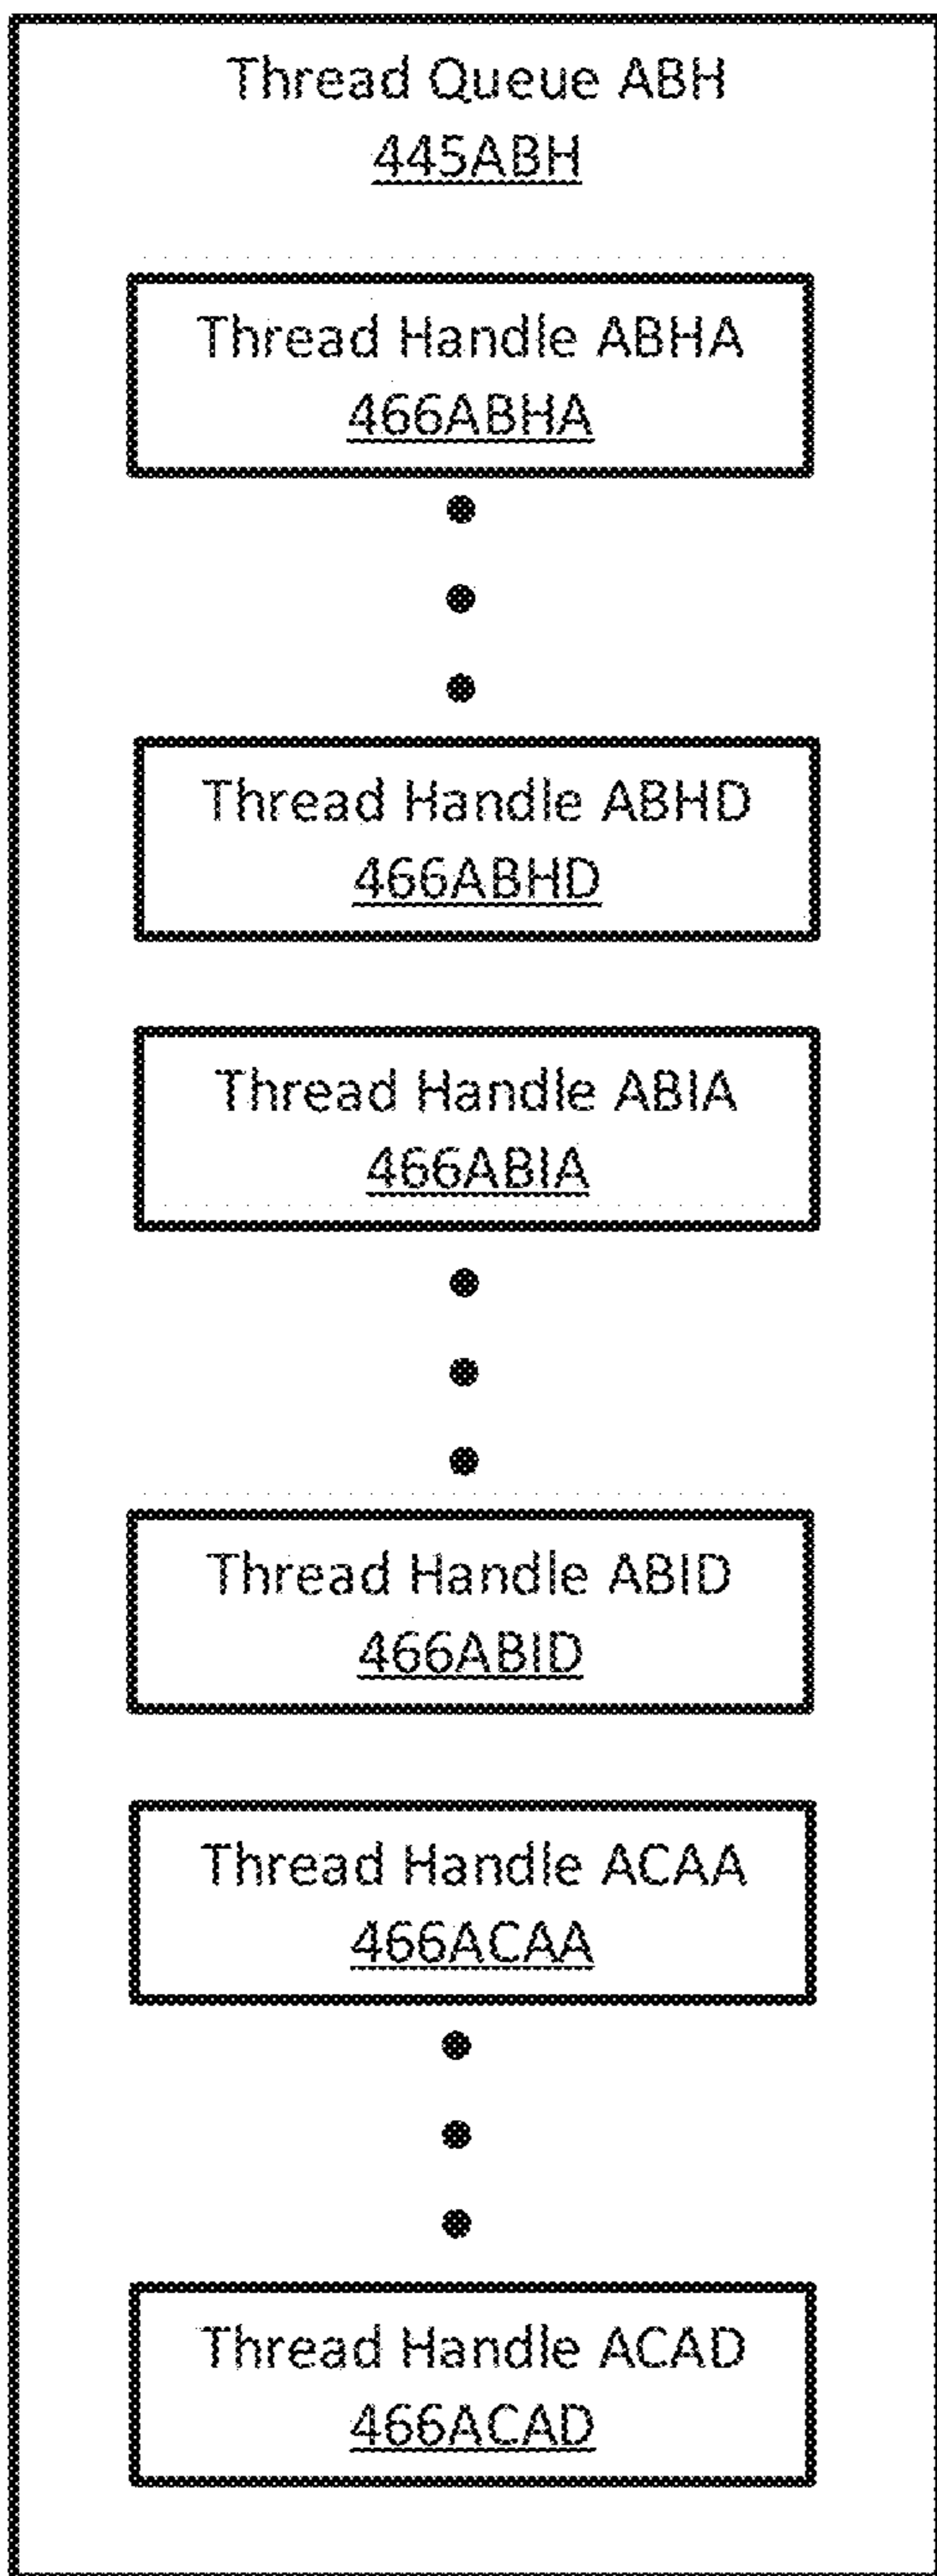 Thread Queue ABH
445ABH
Thread Handle ABHA
466ABHA
Thread Handle ABHD
466ABHD
Thread Handle ABIA
466ABIA
Thread Handle ABID
466ABID
Thread Handle ACAA
466ACAA
Thread Handle ACAD
466ACAD